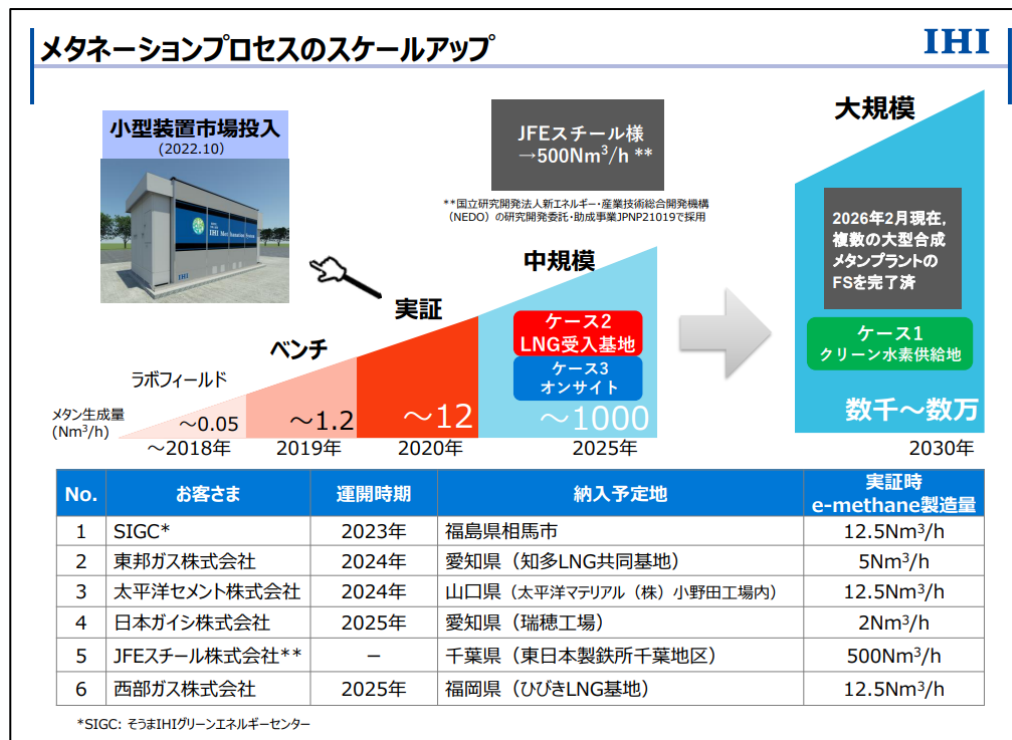 メタネーションプロセスのスケールアップ
IHI
小型装置市場投入
(2022.10)
IHI Methanation System
IHI
JFEスチール様
→500Nm³/h **
**国立研究開発法人新エネルギー・産業技術総合開発機構
（NEDO）の研究開発委託・助成事業JPNP21019で採用
大規模
2026年2月現在,
複数の大型合成
メタンプラントの
FSを完了済
ケース1
クリーン水素供給地
数千～数万
2030年
中規模
ケース2
LNG受入基地
ケース3
オンサイト
～1000
2025年
実証
～12
2020年
ベンチ
～1.2
2019年
ラボフィールド
～0.05
～2018年
メタン生成量
(Nm³/h)
No. お客さま 運開時期 納入予定地 実証時
e-methane製造量
1 SIGC* 2023年 福島県相馬市 12.5Nm³/h
2 東邦ガス株式会社 2024年 愛知県（知多LNG共同基地） 5Nm³/h
3 太平洋セメント株式会社 2024年 山口県（太平洋マテリアル（株）小野田工場内） 12.5Nm³/h
4 日本ガイシ株式会社 2025年 愛知県（瑞穂工場） 2Nm³/h
5 JFEスチール株式会社** － 千葉県（東日本製鉄所千葉地区） 500Nm³/h
6 西部ガス株式会社 2025年 福岡県（ひびきLNG基地） 12.5Nm³/h
*SIGC: そうまIHIグリーンエネルギーセンター